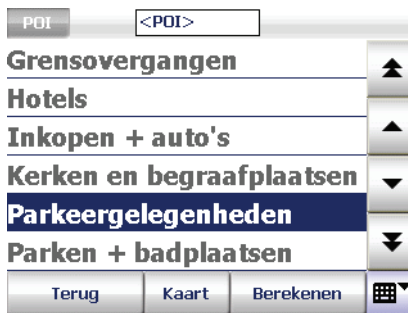 POI <POI>
Grensovergangen
Hotels
Inkopen + auto's
Kerken en begraafplaatsen
Parkeergelegenheden
Parken + badplaatsen
Terug Kaart Berekenen